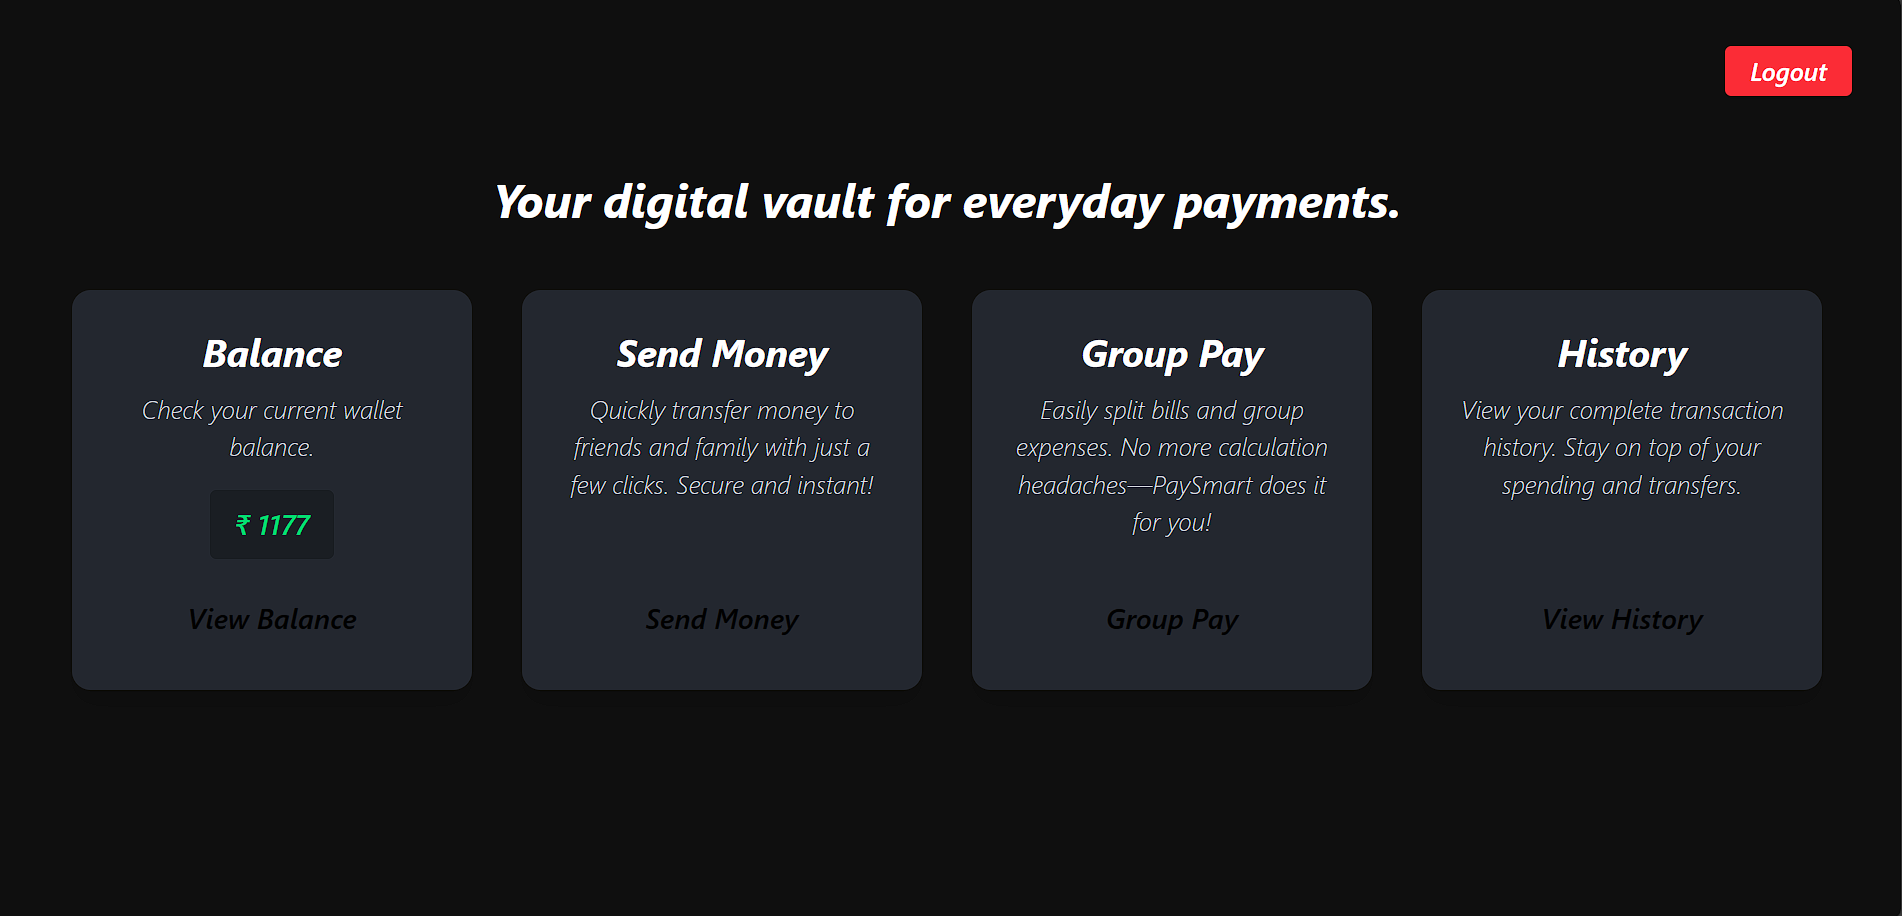 Logout
Your digital vault for everyday payments.
Balance
Check your current wallet
balance.
₹ 1177
View Balance
Send Money
Quickly transfer money to
friends and family with just a
few clicks. Secure and instant!
Send Money
Group Pay
Easily split bills and group
expenses. No more calculation
headaches—PaySmart does it
for you!
Group Pay
History
View your complete transaction
history. Stay on top of your
spending and transfers.
View History